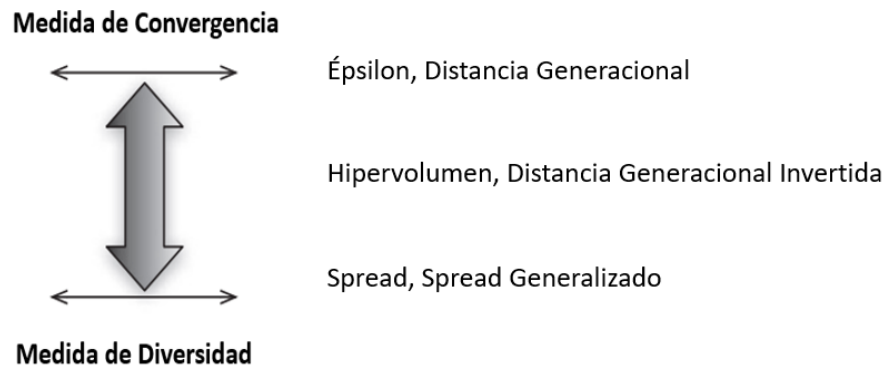 Medida de Convergencia
Épsilon, Distancia Generacional
Hipervolumen, Distancia Generacional Invertida
Spread, Spread Generalizado
Medida de Diversidad